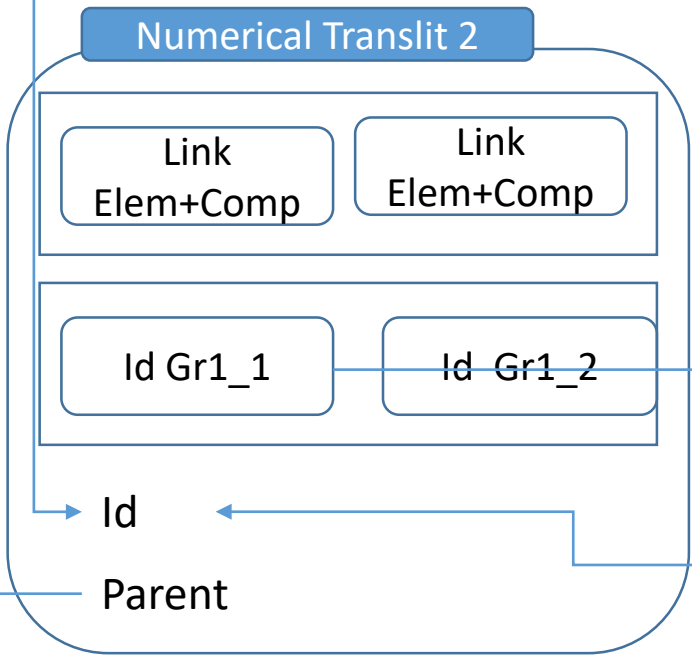 Numerical Translit 2
Link
Elem+Comp
Link
Elem+Comp
Id Gr1_1
Id Gr1_2
Id
Parent